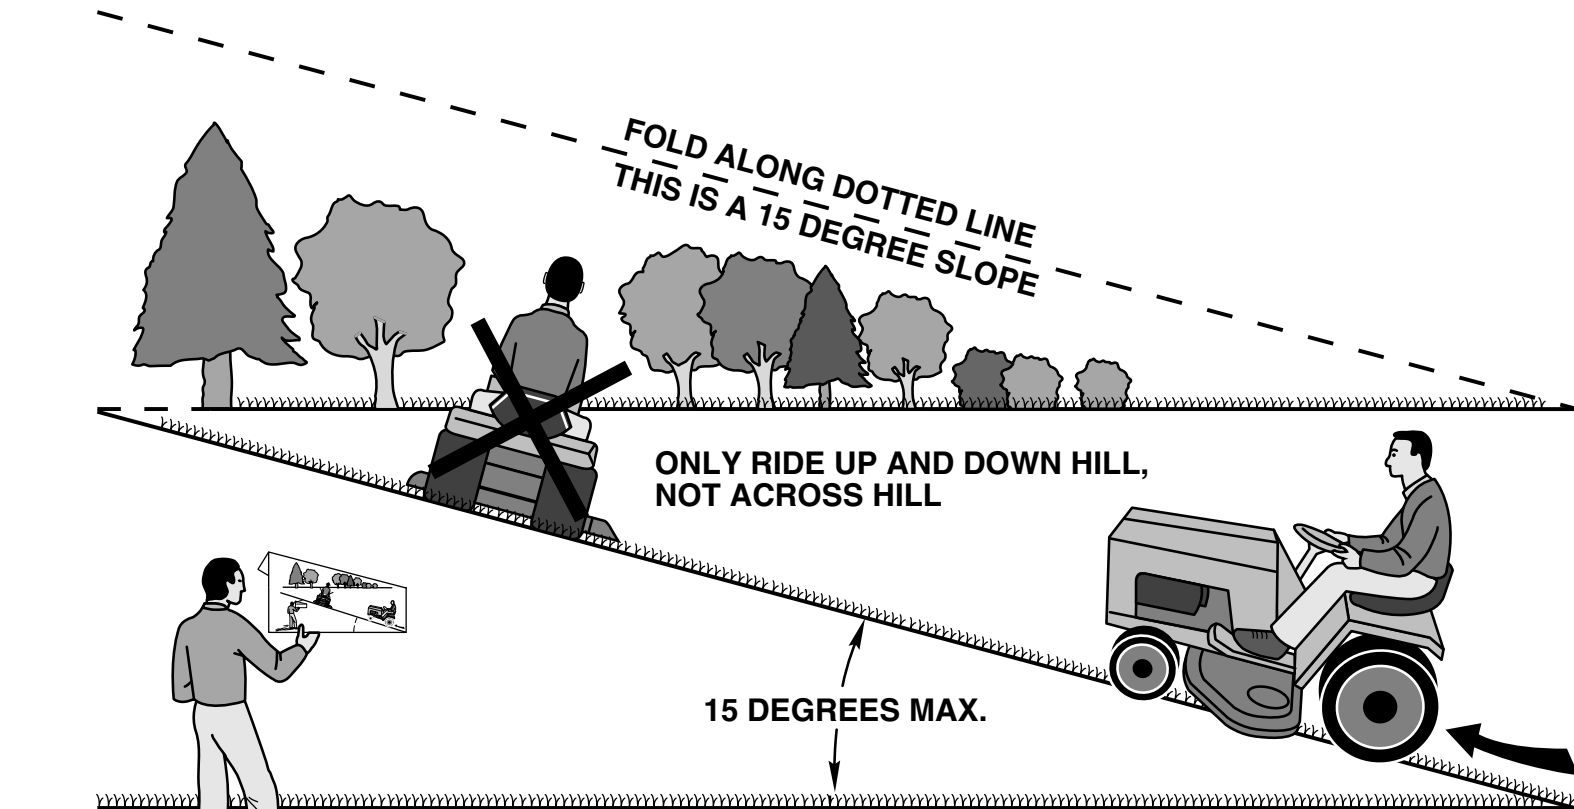 FOLD ALONG DOTTED LINE
THIS IS A 15 DEGREE SLOPE
ONLY RIDE UP AND DOWN HILL,
NOT ACROSS HILL
15 DEGREES MAX.